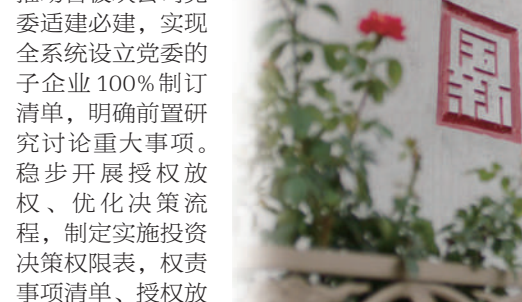 委适建必建，实现
全系统设立党委的
子企业 100%制订
清单，明确前置研
究讨论重大事项。
稳步开展授权放
权、优化决策流
程，制定实施投资
决策权限表，权责
事项清单、授权放
国新